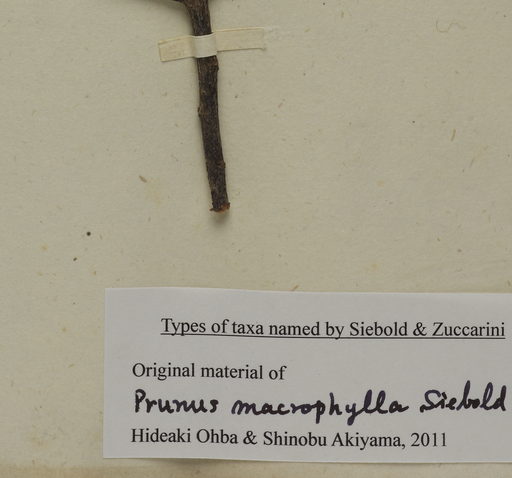 Types of taxa named by Siebold & Zuccarini
Original material of
Prunus macrophylla Siebold
Hideaki Ohba & Shinobu Akiyama, 2011